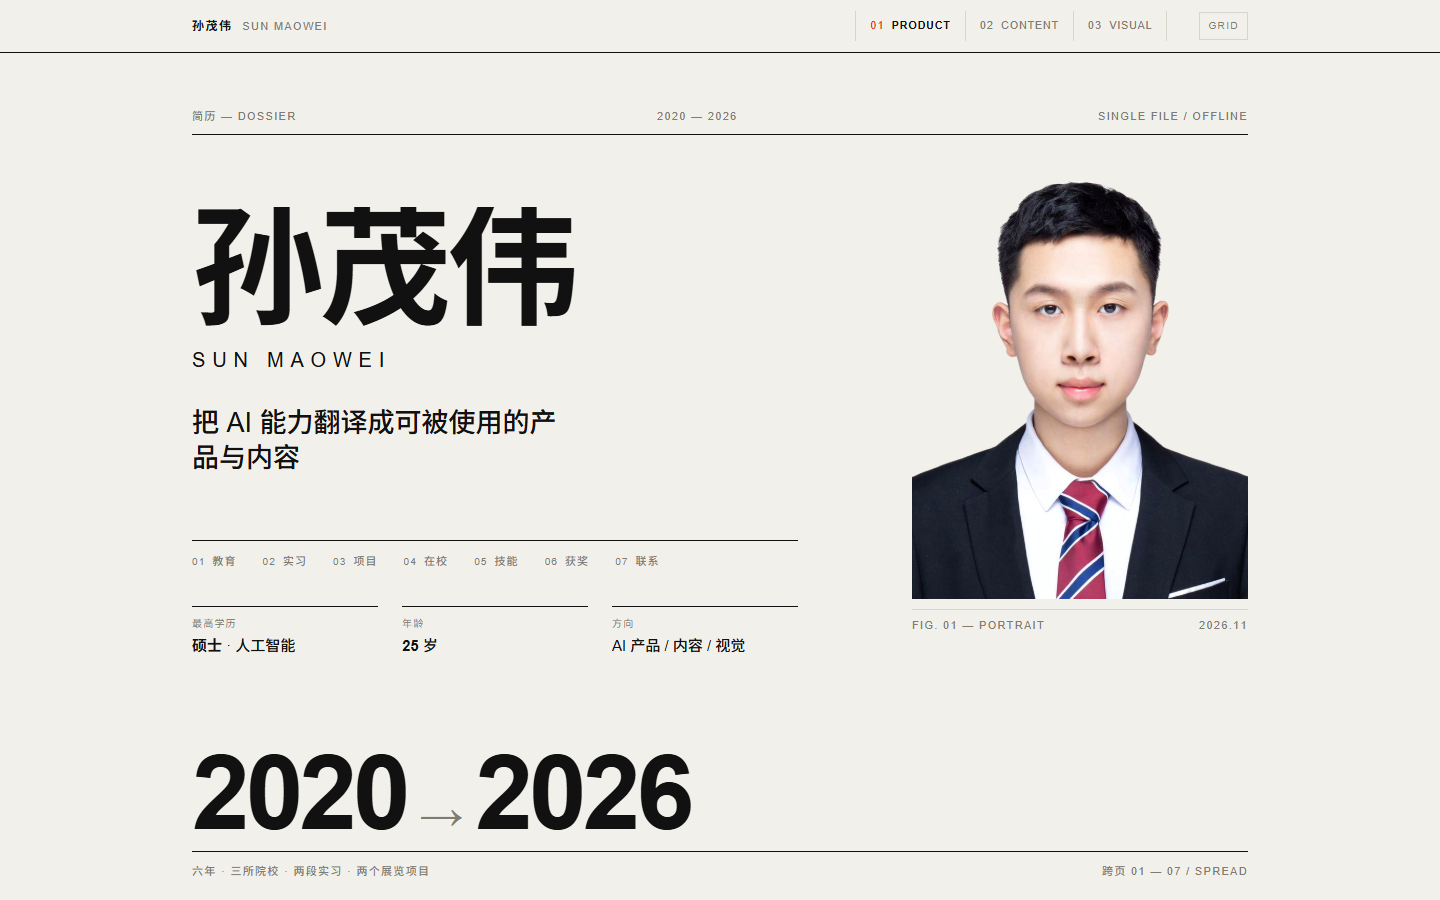 孙茂伟 SUN MAOWEI
01 PRODUCT
02 CONTENT
03 VISUAL
GRID
简历 — DOSSIER
2020 — 2026
SINGLE FILE / OFFLINE
孙茂伟
SUN MAOWEI
把 AI 能力翻译成可被使用的产
品与内容
01 教育
02 实习
03 项目
04 在校
05 技能
06 获奖
07 联系
最高学历
硕士 · 人工智能
年龄
25 岁
方向
AI 产品 / 内容 / 视觉
FIG. 01 — PORTRAIT
2026.11
2020 → 2026
六年 · 三所院校 · 两段实习 · 两个展览项目
跨页 01 — 07 / SPREAD